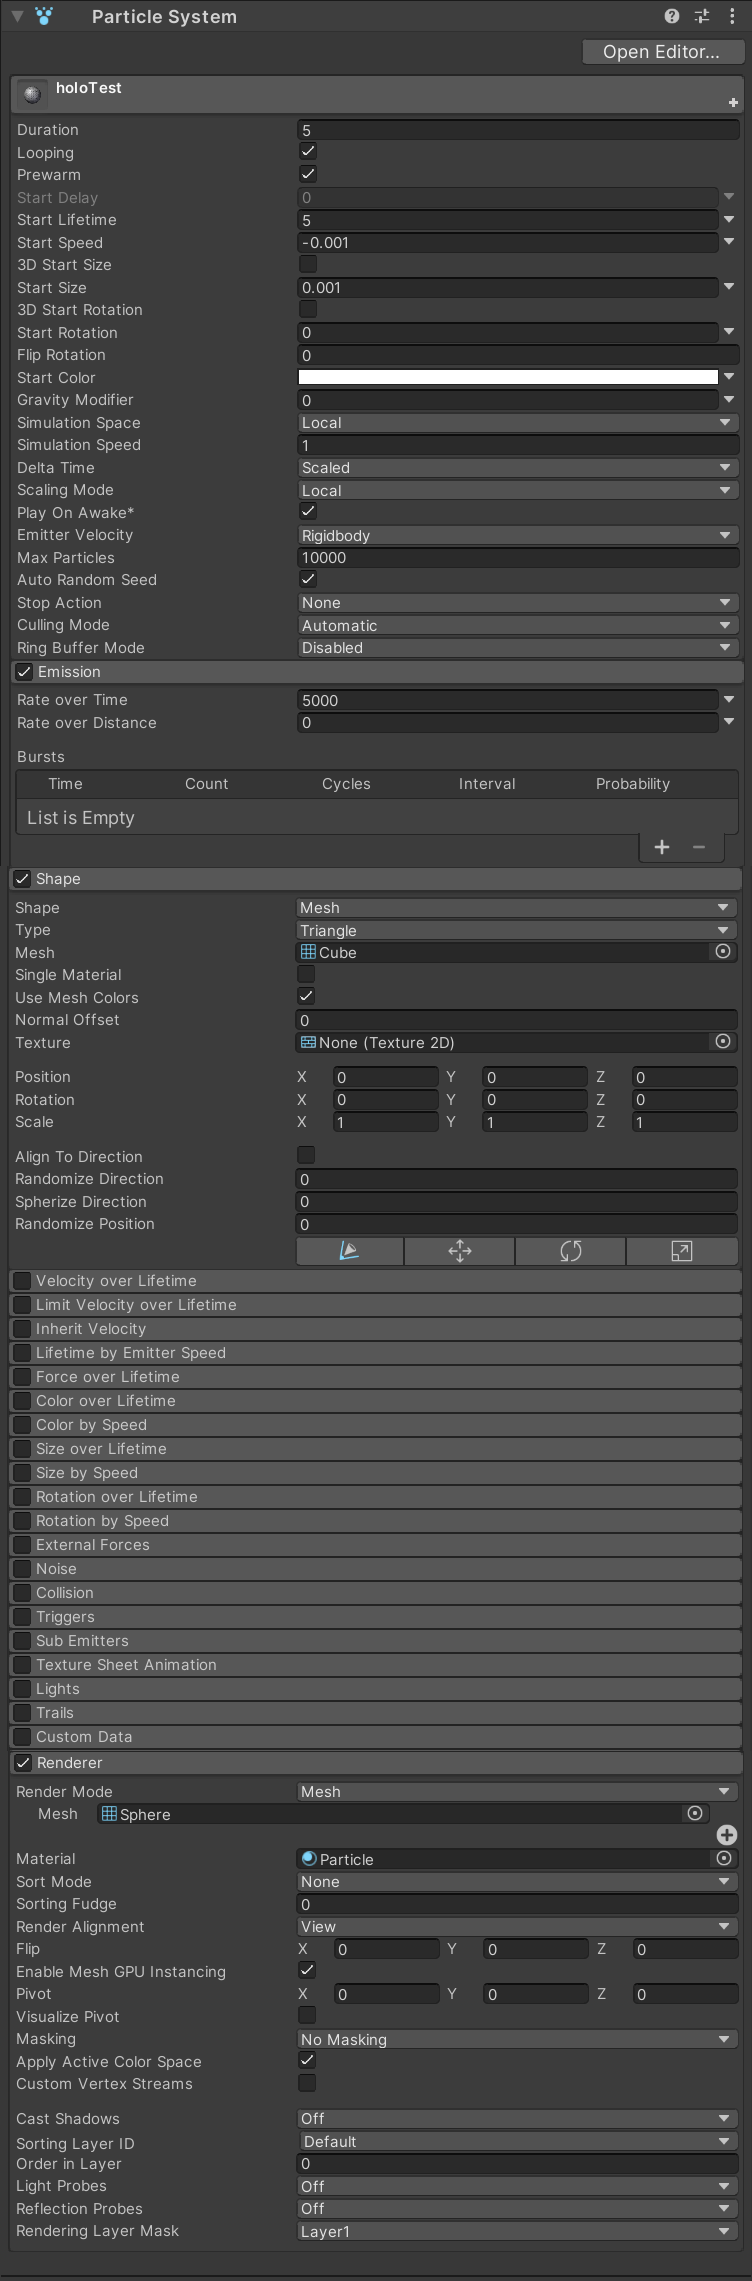 Particle System
Open Editor...
holoTest
Duration 5
Looping
Prewarm
Start Delay 0
Start Lifetime 5
Start Speed -0.001
3D Start Size
Start Size 0.001
3D Start Rotation
Start Rotation 0
Flip Rotation 0
Start Color
Gravity Modifier 0
Simulation Space Local
Simulation Speed 1
Delta Time Scaled
Scaling Mode Local
Play On Awake*
Emitter Velocity Rigidbody
Max Particles 10000
Auto Random Seed
Stop Action None
Culling Mode Automatic
Ring Buffer Mode Disabled
Emission
Rate over Time 5000
Rate over Distance 0
Bursts
Time Count Cycles Interval Probability
List is Empty
Shape
Shape Mesh
Type Triangle
Mesh Cube
Single Material
Use Mesh Colors
Normal Offset 0
Texture None (Texture 2D)
Position X 0 Y 0 Z 0
Rotation X 0 Y 0 Z 0
Scale X 1 Y 1 Z 1
Align To Direction
Randomize Direction 0
Spherize Direction 0
Randomize Position 0
Velocity over Lifetime
Limit Velocity over Lifetime
Inherit Velocity
Lifetime by Emitter Speed
Force over Lifetime
Color over Lifetime
Color by Speed
Size over Lifetime
Size by Speed
Rotation over Lifetime
Rotation by Speed
External Forces
Noise
Collision
Triggers
Sub Emitters
Texture Sheet Animation
Lights
Trails
Custom Data
Renderer
Render Mode Mesh
Mesh Sphere
Material Particle
Sort Mode None
Sorting Fudge 0
Render Alignment View
Flip X 0 Y 0 Z 0
Enable Mesh GPU Instancing
Pivot X 0 Y 0 Z 0
Visualize Pivot
Masking No Masking
Apply Active Color Space
Custom Vertex Streams
Cast Shadows Off
Sorting Layer ID Default
Order in Layer 0
Light Probes Off
Reflection Probes Off
Rendering Layer Mask Layer1